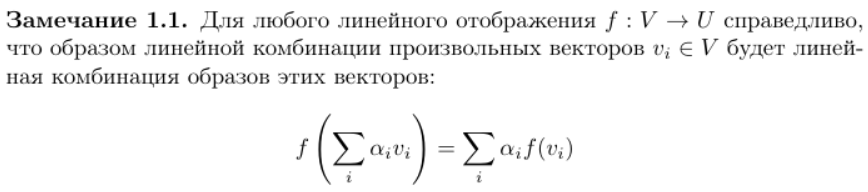 Замечание 1.1. Для любого линейного отображения f : V → U справедливо,
что образом линейной комбинации произвольных векторов vᵢ ∈ V будет линей-
ная комбинация образов этих векторов:
f(∑ᵢ αᵢvᵢ) = ∑ᵢ αᵢf(vᵢ)